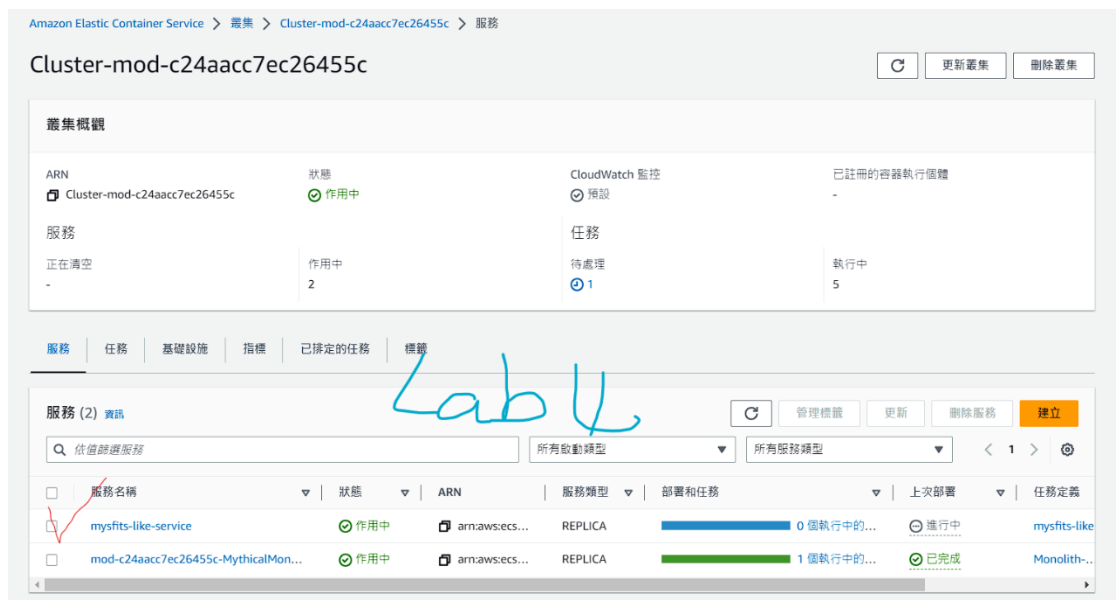 Amazon Elastic Container Service > 叢集 > Cluster-mod-c24aacc7ec26455c > 服務
Cluster-mod-c24aacc7ec26455c
更新叢集 刪除叢集
叢集概觀
ARN 狀態 CloudWatch 監控 已註冊的容器執行個體
Cluster-mod-c24aacc7ec26455c 作用中 預設 -
服務 任務
正在清空 作用中 待處理 執行中
- 2 1 5
服務 任務 基礎設施 指標 已排定的任務 標籤
Lab 4
服務 (2) 資訊 管理標籤 更新 刪除服務 建立
依值篩選服務 所有啟動類型 所有服務類型 < 1 >
服務名稱 狀態 ARN 服務類型 部署和任務 上次部署 任務定義
mysfits-like-service 作用中 arn:aws:ecs... REPLICA 0 個執行中的... 進行中 mysfits-like
mod-c24aacc7ec26455c-MythicalMon... 作用中 arn:aws:ecs... REPLICA 1 個執行中的... 已完成 Monolith-...